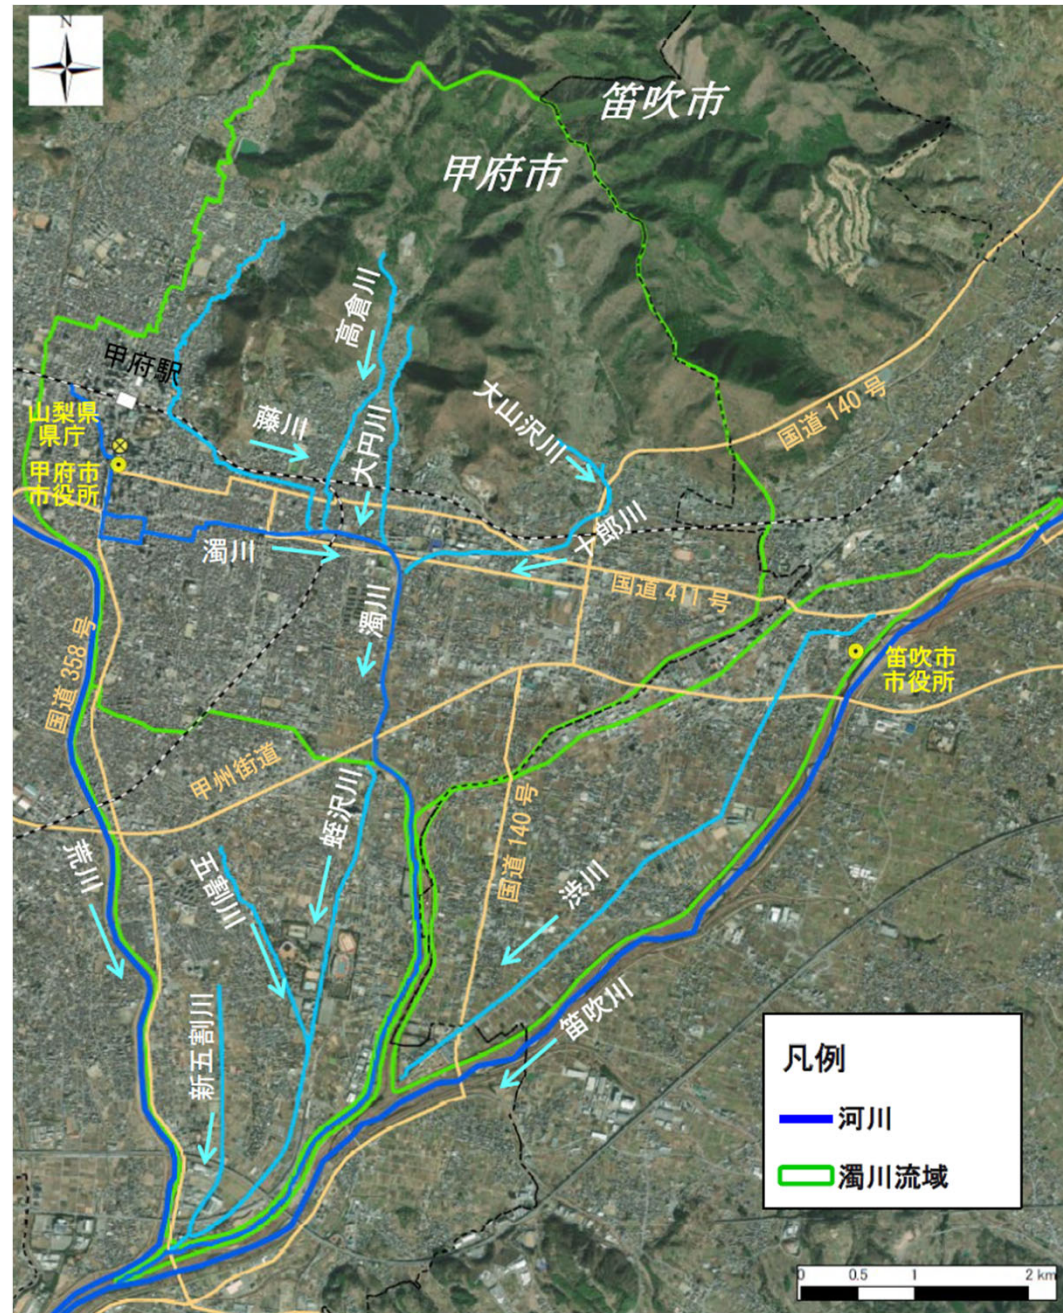 N
笛吹市
甲府市
高倉川
甲府駅
藤川
大円川
大山沢川
国道 140 号
山梨県
県庁
甲府市
市役所
濁川
十郎川
国道 411 号
濁川
国道 358 号
笛吹市
市役所
甲州街道
蛭沢川
国道 140 号
荒川
五割川
渋川
新五割川
笛吹川
凡例
河川
濁川流域
0 0.5 1 2 km